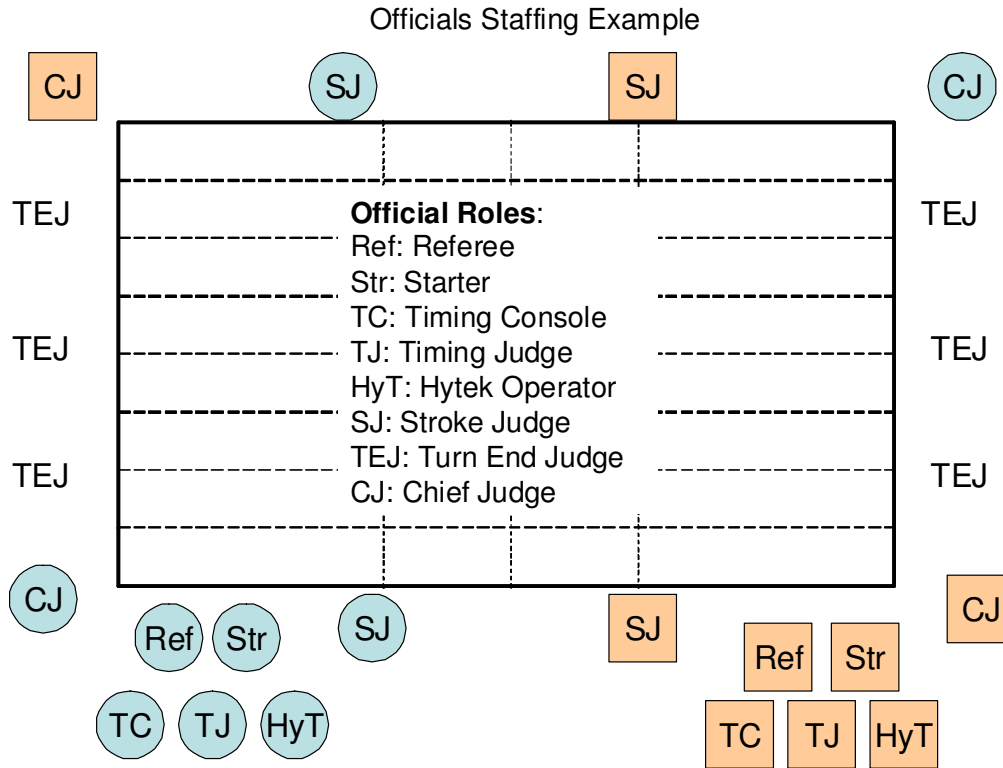 Officials Staffing Example
CJ SJ SJ CJ
TEJ TEJ
Official Roles:
Ref: Referee
Str: Starter
TC: Timing Console
TJ: Timing Judge
HyT: Hytek Operator
SJ: Stroke Judge
TEJ: Turn End Judge
CJ: Chief Judge
TEJ TEJ
TEJ TEJ
CJ SJ SJ CJ
Ref Str Ref Str
TC TJ HyT TC TJ HyT